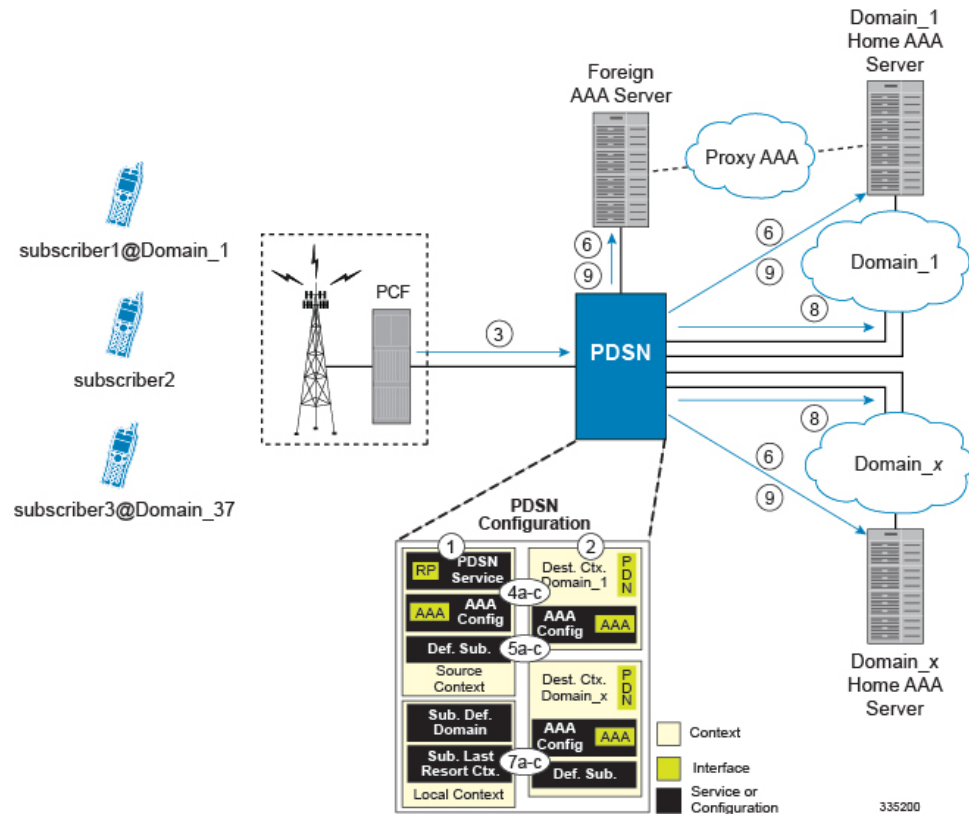 Domain_1
Home AAA
Server
Foreign
AAA Server
Proxy AAA
subscriber1@Domain_1
6
9
6
9
Domain_1
PCF
3
8
PDSN
subscriber2
8
6
9
Domain_x
subscriber3@Domain_37
PDSN
Configuration
1
2
RP
PDSN
Service
Dest. Ctx.
Domain_1
PDN
4a-c
AAA
AAA
Config
AAA
Config
AAA
Def. Sub.
5a-c
Source
Context
Dest. Ctx.
Domain_x
PDN
Sub. Def.
Domain
AAA
Config
AAA
Sub. Last
Resort Ctx.
7a-c
Def. Sub.
Local Context
Domain_x
Home AAA
Server
Context
Interface
Service or
Configuration
335200